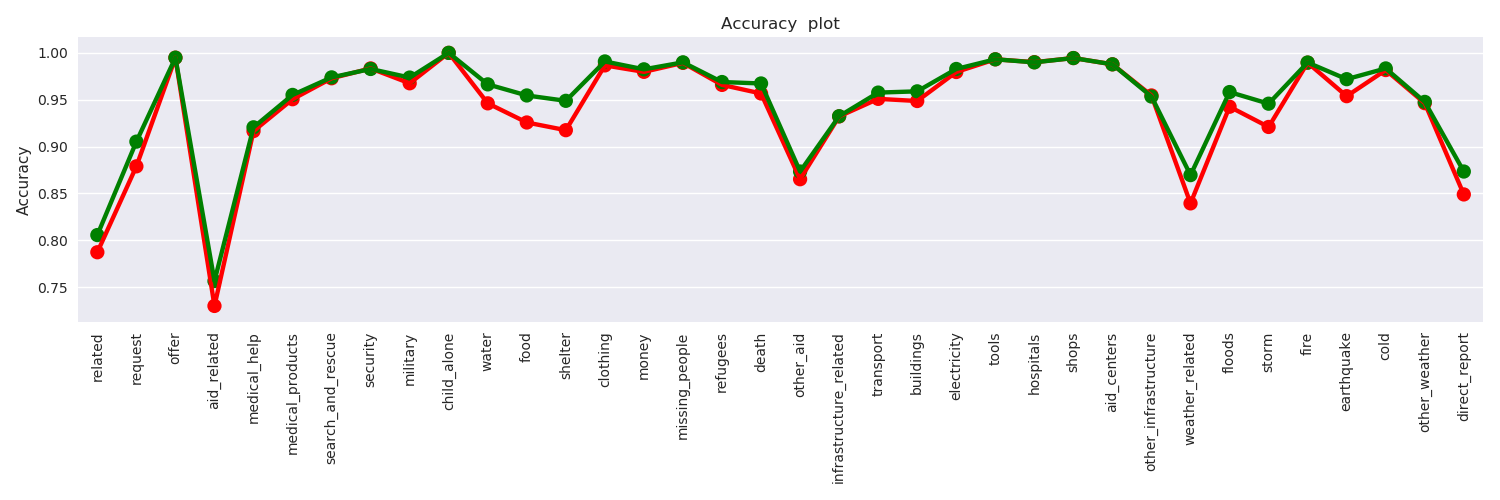 Accuracy plot
Accuracy
1.00
0.95
0.90
0.85
0.80
0.75
related
request
offer
aid_related
medical_help
medical_products
search_and_rescue
security
military
child_alone
water
food
shelter
clothing
money
missing_people
refugees
death
other_aid
infrastructure_related
transport
buildings
electricity
tools
hospitals
shops
aid_centers
other_infrastructure
weather_related
floods
storm
fire
earthquake
cold
other_weather
direct_report